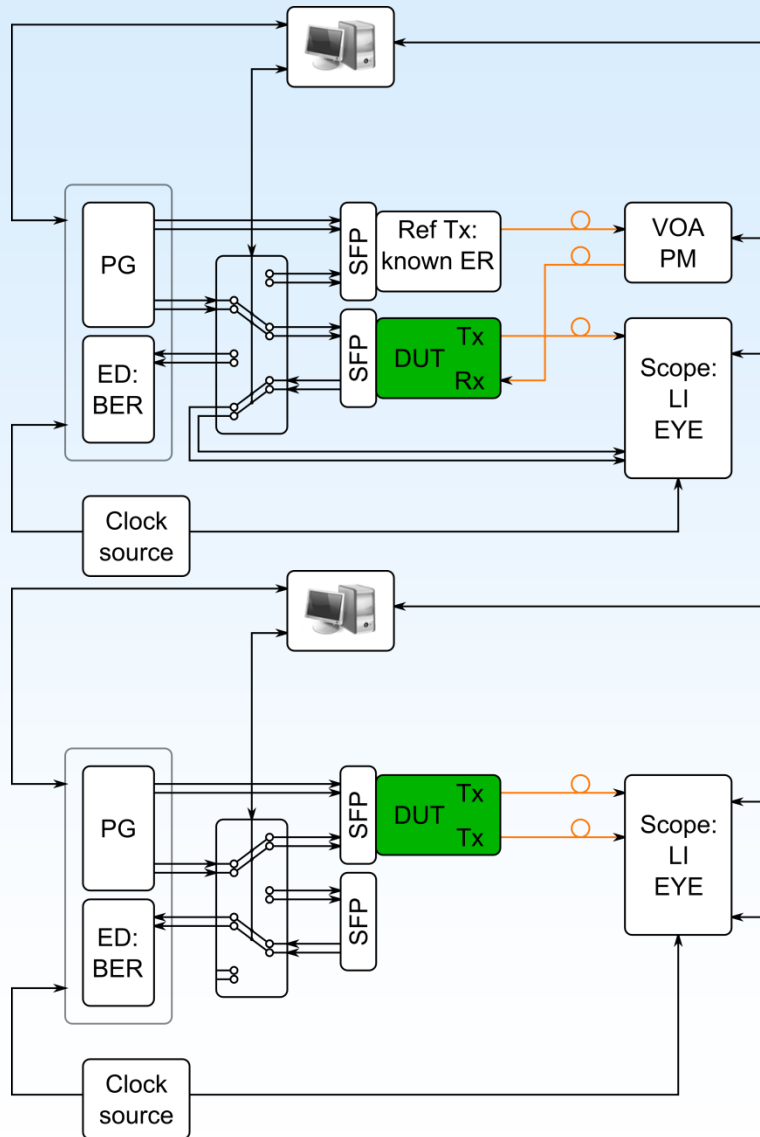 PG
SFP
Ref Tx:
known ER
VOA
PM
SFP
DUT
Tx
Rx
ED:
BER
Scope:
LI
EYE
Clock
source
PG
SFP
DUT
Tx
Tx
Scope:
LI
EYE
ED:
BER
SFP
Clock
source